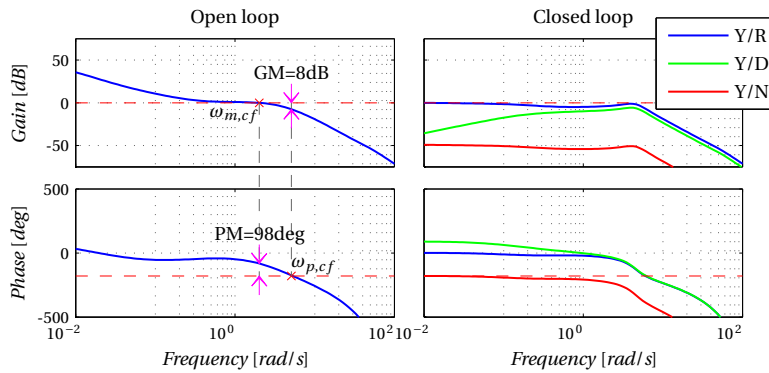 Open loop
Closed loop
Gain [dB]
50
0
-50
GM=8dB
ω_{m,cf}
Y/R
Y/D
Y/N
Phase [deg]
500
0
-500
PM=98deg
ω_{p,cf}
10^{-2} 10^{0} 10^{2}
10^{-2} 10^{0} 10^{2}
Frequency [rad/s]
Frequency [rad/s]